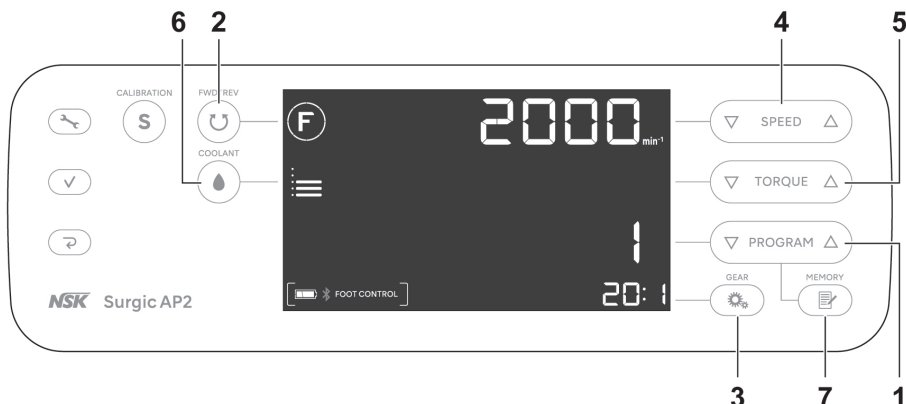 6 2 4 5
CALIBRATION FWD/REV
S F 2000 min⁻¹ SPEED
COOLANT
TORQUE
1 PROGRAM
GEAR MEMORY
NSK Surgic AP2 FOOT CONTROL 20:1
3 7 1